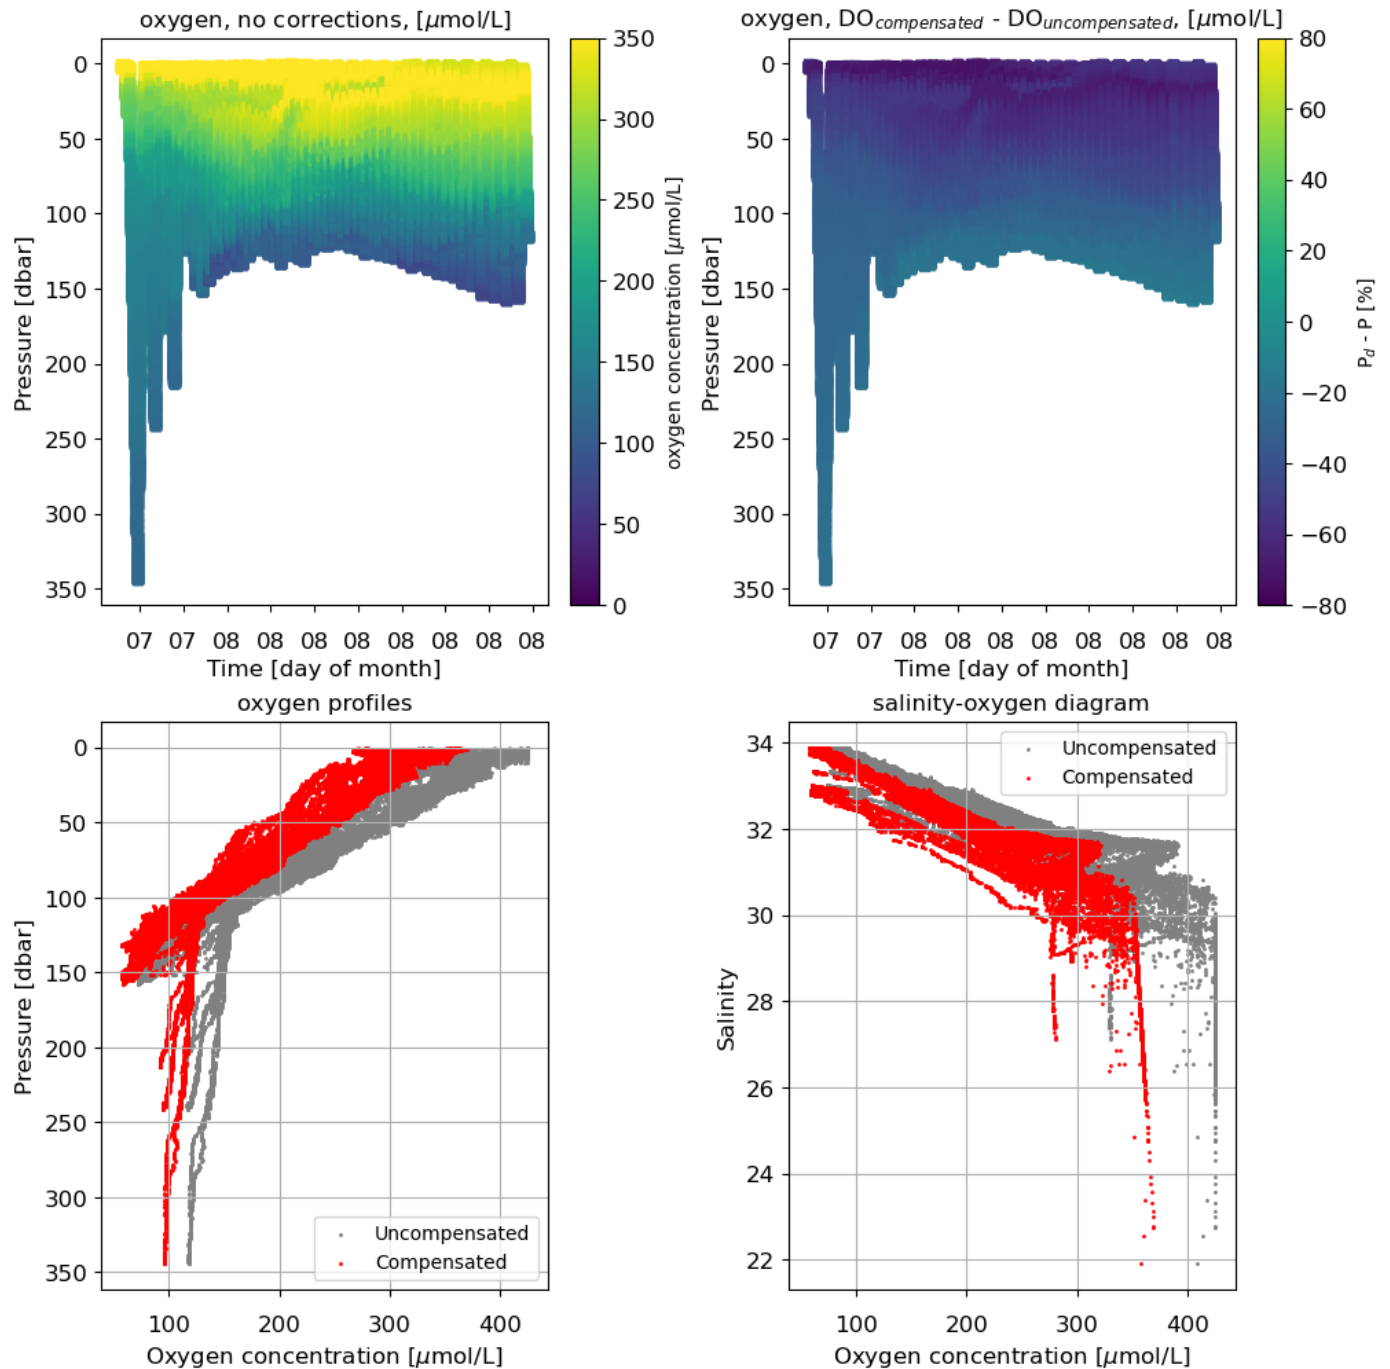 oxygen, no corrections, [μmol/L]
0
50
100
150
200
250
300
350
Pressure [dbar]
07 07 08 08 08 08 08 08 08 08
Time [day of month]
350
300
250
200
150
100
50
0
oxygen concentration [μmol/L]
oxygen, DO compensated - DO uncompensated, [μmol/L]
0
50
100
150
200
250
300
350
Pressure [dbar]
07 07 08 08 08 08 08 08 08 08
Time [day of month]
80
60
40
20
0
−20
−40
−60
−80
Pd - P [%]
oxygen profiles
0
50
100
150
200
250
300
350
Pressure [dbar]
Uncompensated
Compensated
100 200 300 400
Oxygen concentration [μmol/L]
salinity-oxygen diagram
34
32
30
28
26
24
22
Salinity
Uncompensated
Compensated
100 200 300 400
Oxygen concentration [μmol/L]